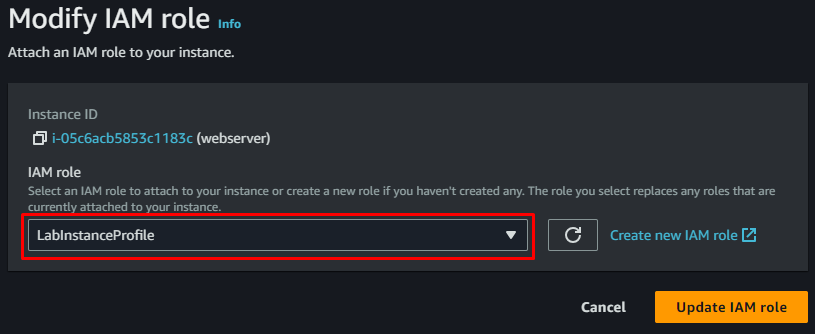 Modify IAM role Info
Attach an IAM role to your instance.
Instance ID
i-05c6acb5853c1183c (webserver)
IAM role
Select an IAM role to attach to your instance or create a new role if you haven't created any. The role you select replaces any roles that are
currently attached to your instance.
LabInstanceProfile
Create new IAM role
Cancel
Update IAM role